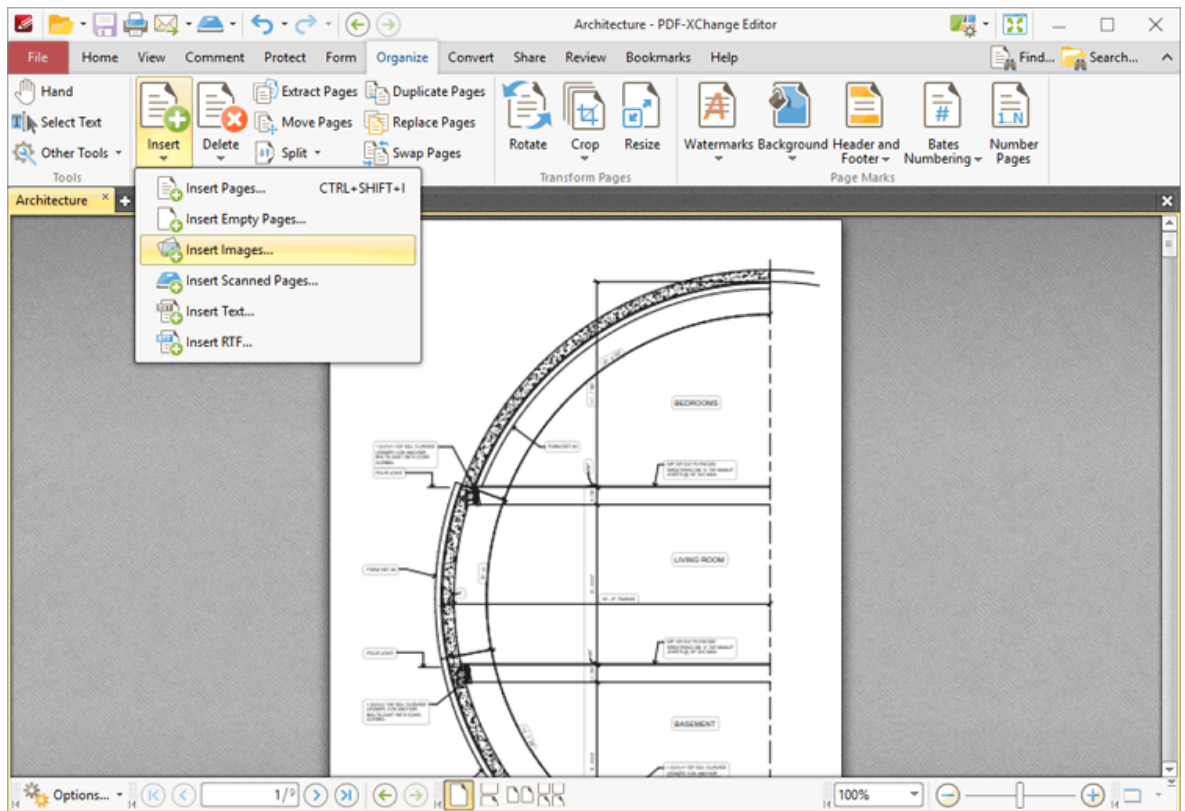 Architecture - PDF-XChange Editor
File Home View Comment Protect Form Organize Convert Share Review Bookmarks Help Find... Search...
Hand
Select Text
Other Tools
Tools
Insert
Delete
Extract Pages
Move Pages
Split
Duplicate Pages
Replace Pages
Swap Pages
Rotate
Crop
Resize
Transform Pages
Watermarks
Background
Header and
Footer
Bates
Numbering
Number
Pages
Page Marks
Architecture
Insert Pages... CTRL+SHIFT+I
Insert Empty Pages...
Insert Images...
Insert Scanned Pages...
Insert Text...
Insert RTF...
BEDROOMS
LIVING ROOM
BASEMENT
Options...
1/9
100%